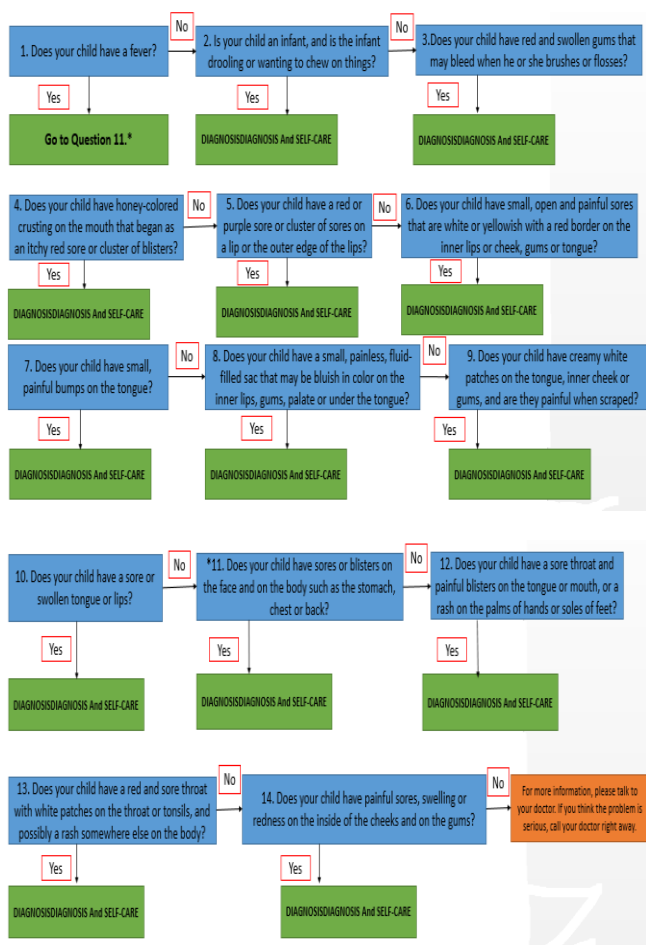 No
No
1. Does your child have a fever?
2. Is your child an infant, and is the infant
drooling or wanting to chew on things?
3.Does your child have red and swollen gums that
may bleed when he or she brushes or flosses?
Yes
Yes
Yes
Go to Question 11.*
DIAGNOSISDIAGNOSIS And SELF-CARE
DIAGNOSISDIAGNOSIS And SELF-CARE
4. Does your child have honey-colored
crusting on the mouth that began as
an itchy red sore or cluster of blisters?
No
5. Does your child have a red or
purple sore or cluster of sores on
a lip or the outer edge of the lips?
No
6. Does your child have small, open and painful sores
that are white or yellowish with a red border on the
inner lips or cheek, gums or tongue?
Yes
Yes
Yes
DIAGNOSISDIAGNOSIS And SELF-CARE
DIAGNOSISDIAGNOSIS And SELF-CARE
DIAGNOSISDIAGNOSIS And SELF-CARE
7. Does your child have small,
painful bumps on the tongue?
No
8. Does your child have a small, painless, fluid-
filled sac that may be bluish in color on the
inner lips, gums, palate or under the tongue?
No
9. Does your child have creamy white
patches on the tongue, inner cheek or
gums, and are they painful when scraped?
Yes
Yes
Yes
DIAGNOSISDIAGNOSIS And SELF-CARE
DIAGNOSISDIAGNOSIS And SELF-CARE
DIAGNOSISDIAGNOSIS And SELF-CARE
10. Does your child have a sore or
swollen tongue or lips?
No
*11. Does your child have sores or blisters on
the face and on the body such as the stomach,
chest or back?
No
12. Does your child have a sore throat and
painful blisters on the tongue or mouth, or a
rash on the palms of hands or soles of feet?
Yes
Yes
Yes
DIAGNOSISDIAGNOSIS And SELF-CARE
DIAGNOSISDIAGNOSIS And SELF-CARE
DIAGNOSISDIAGNOSIS And SELF-CARE
13. Does your child have a red and sore throat
with white patches on the throat or tonsils, and
possibly a rash somewhere else on the body?
No
14. Does your child have painful sores, swelling or
redness on the inside of the cheeks and on the gums?
No
For more information, please talk to
your doctor. If you think the problem is
serious, call your doctor right away.
Yes
Yes
DIAGNOSISDIAGNOSIS And SELF-CARE
DIAGNOSISDIAGNOSIS And SELF-CARE